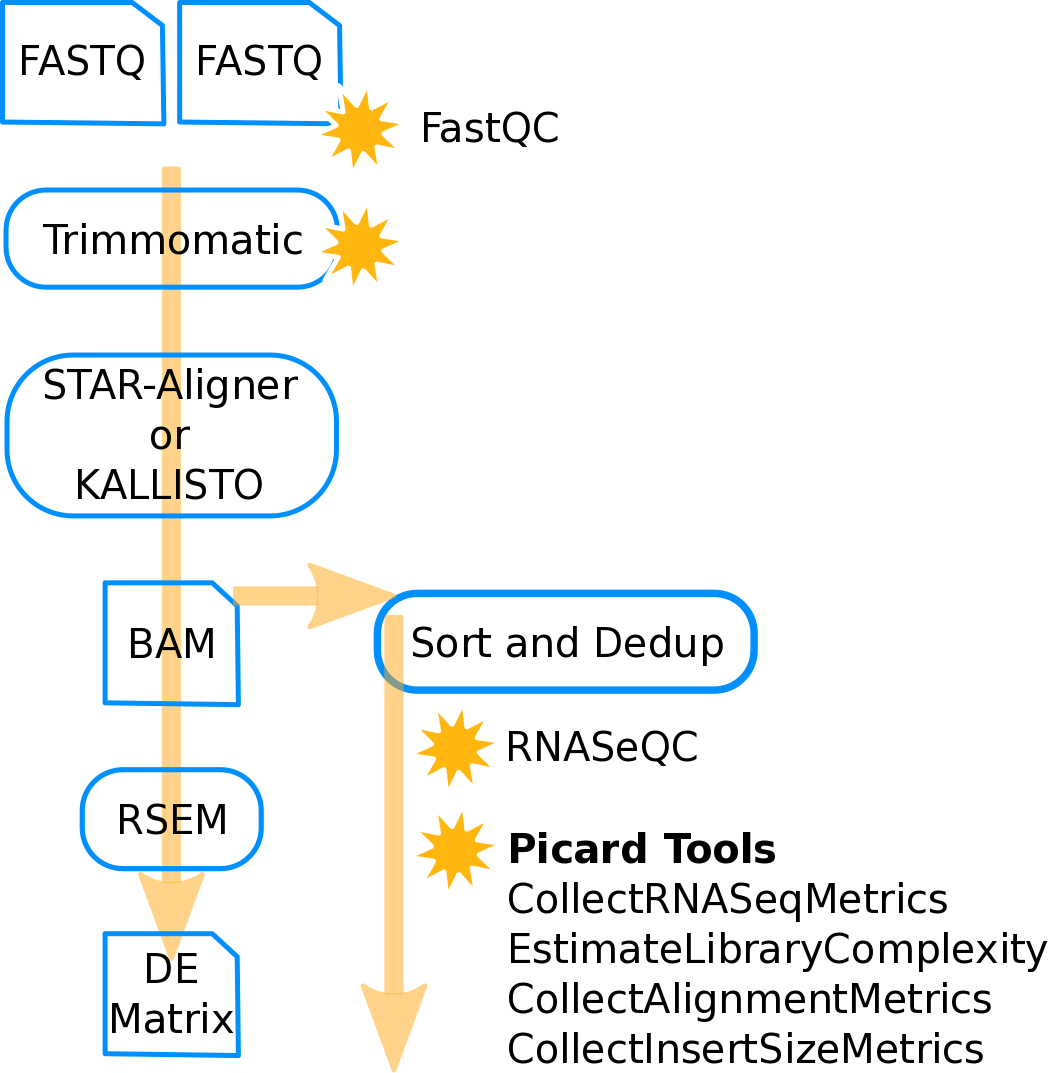 FASTQ FASTQ
FastQC
Trimmomatic
STAR-Aligner
or
KALLISTO
BAM
Sort and Dedup
RNASeQC
RSEM
Picard Tools
CollectRNASeqMetrics
EstimateLibraryComplexity
CollectAlignmentMetrics
CollectInsertSizeMetrics
DE
Matrix